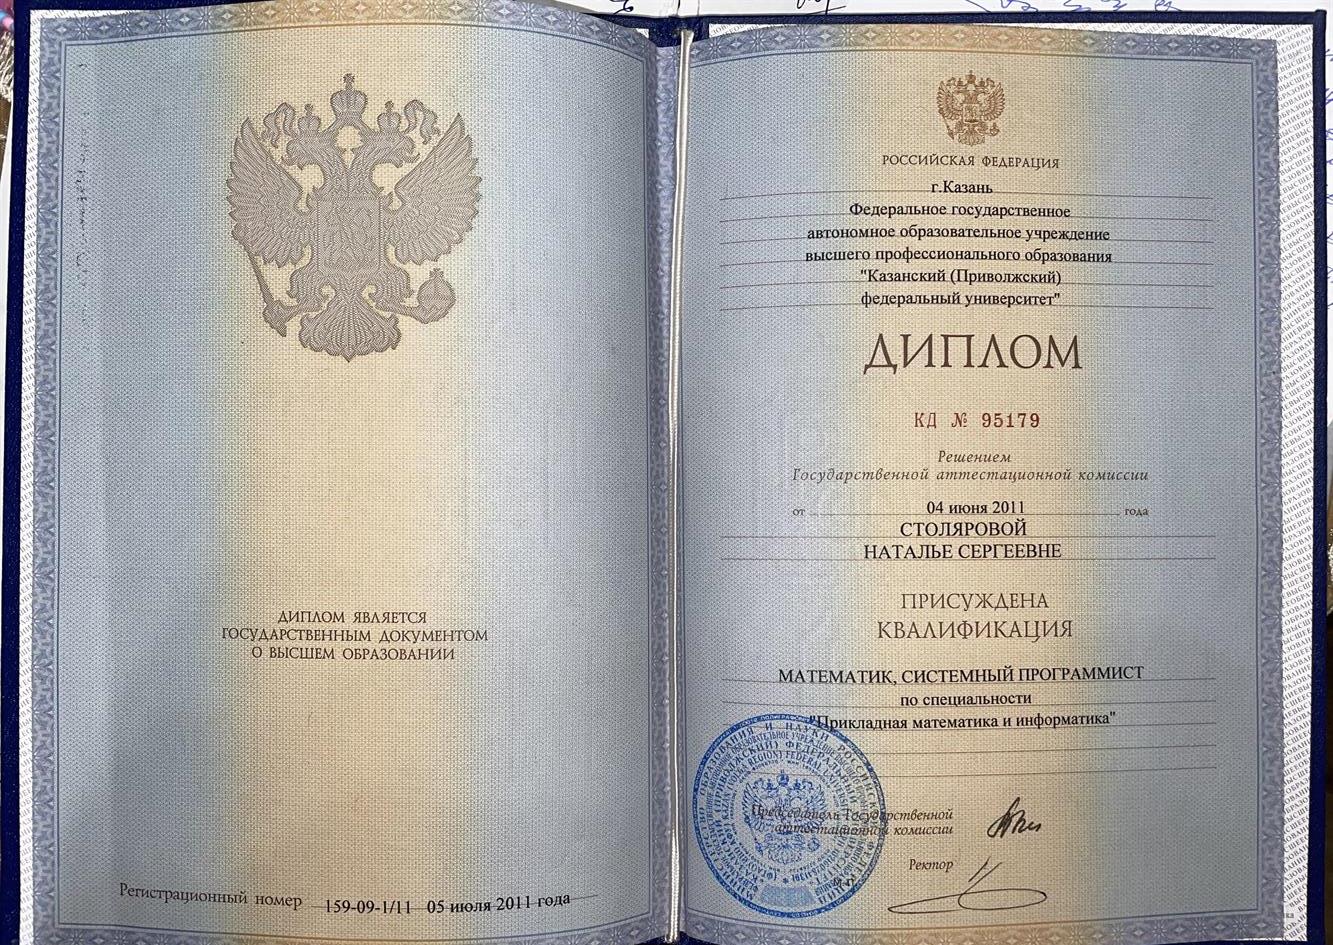 ДИПЛОМ ЯВЛЯЕТСЯ
ГОСУДАРСТВЕННЫМ ДОКУМЕНТОМ
О ВЫСШЕМ ОБРАЗОВАНИИ
Регистрационный номер 159-09-1/11 05 июля 2011 года
РОССИЙСКАЯ ФЕДЕРАЦИЯ
г.Казань
Федеральное государственное
автономное образовательное учреждение
высшего профессионального образования
"Казанский (Приволжский)
федеральный университет"
ДИПЛОМ
КД № 95179
Решением
Государственной аттестационной комиссии
от 04 июня 2011 года
СТОЛЯРОВОЙ
НАТАЛЬЕ СЕРГЕЕВНЕ
ПРИСУЖДЕНА
КВАЛИФИКАЦИЯ
МАТЕМАТИК, СИСТЕМНЫЙ ПРОГРАММИСТ
по специальности
"Прикладная математика и информатика"
Председатель Государственной
аттестационной комиссии
Ректор